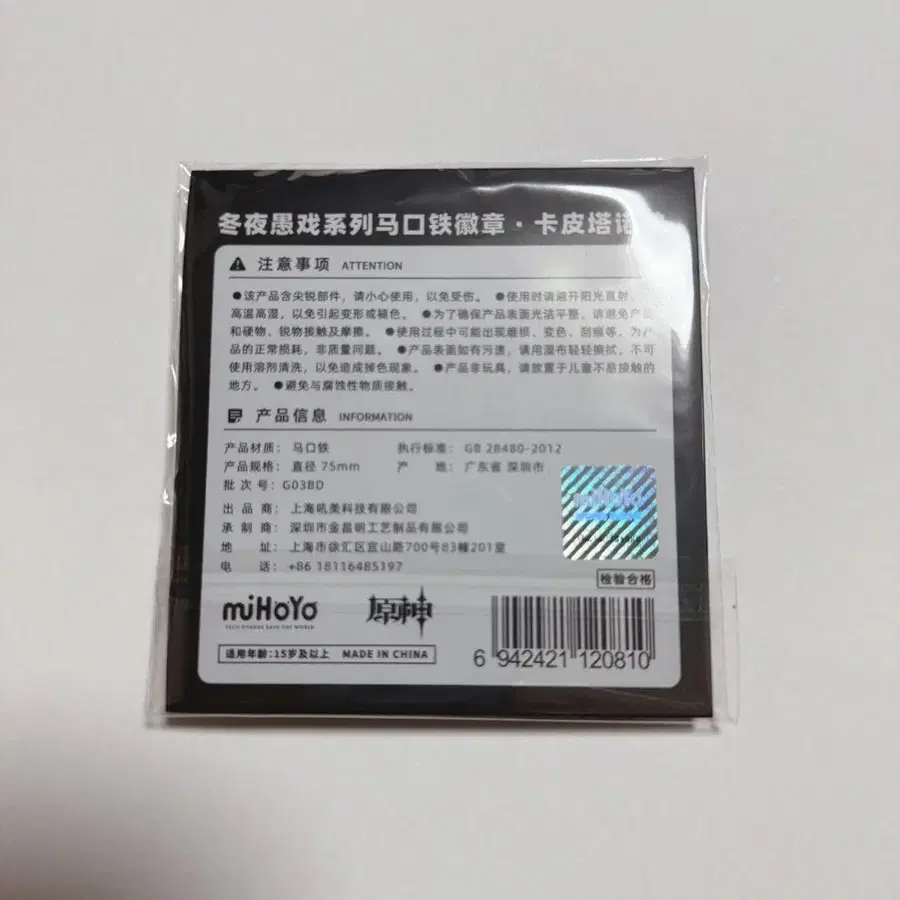 冬夜愚戏系列马口铁徽章·卡皮塔诺
注意事项 ATTENTION
●该产品含尖锐部件，请小心使用，以免受伤。 ●使用时请避开阳光直射、
高温高湿，以免引起变形或褪色。 ●为了确保产品表面光洁平整，请避免产品
和硬物、锐物接触及摩擦。 ●使用过程中可能出现磨损、变色、刮痕等，为产
品的正常损耗，非质量问题。 ●产品表面如有污渍，请用湿布轻轻擦拭，不可
使用溶剂清洗，以免造成掉色现象。 ●产品非玩具，请放置于儿童不易接触的
地方。 ●避免与腐蚀性物质接触。
产品信息 INFORMATION
产品材质： 马口铁 执行标准： GB 28480-2012
产品规格： 直径 75mm 产 地： 广东省 深圳市
批 次 号： G03BD
出 品 商： 上海吼美科技有限公司
承 制 商： 深圳市金昌明工艺制品有限公司
地 址： 上海市徐汇区宜山路700号83幢201室
电 话： +86 18116485197
miHoYo
检验合格
miHoYo 原神
TECH OTAKUS SAVE THE WORLD
适用年龄：15岁及以上 MADE IN CHINA
6 942421 120810